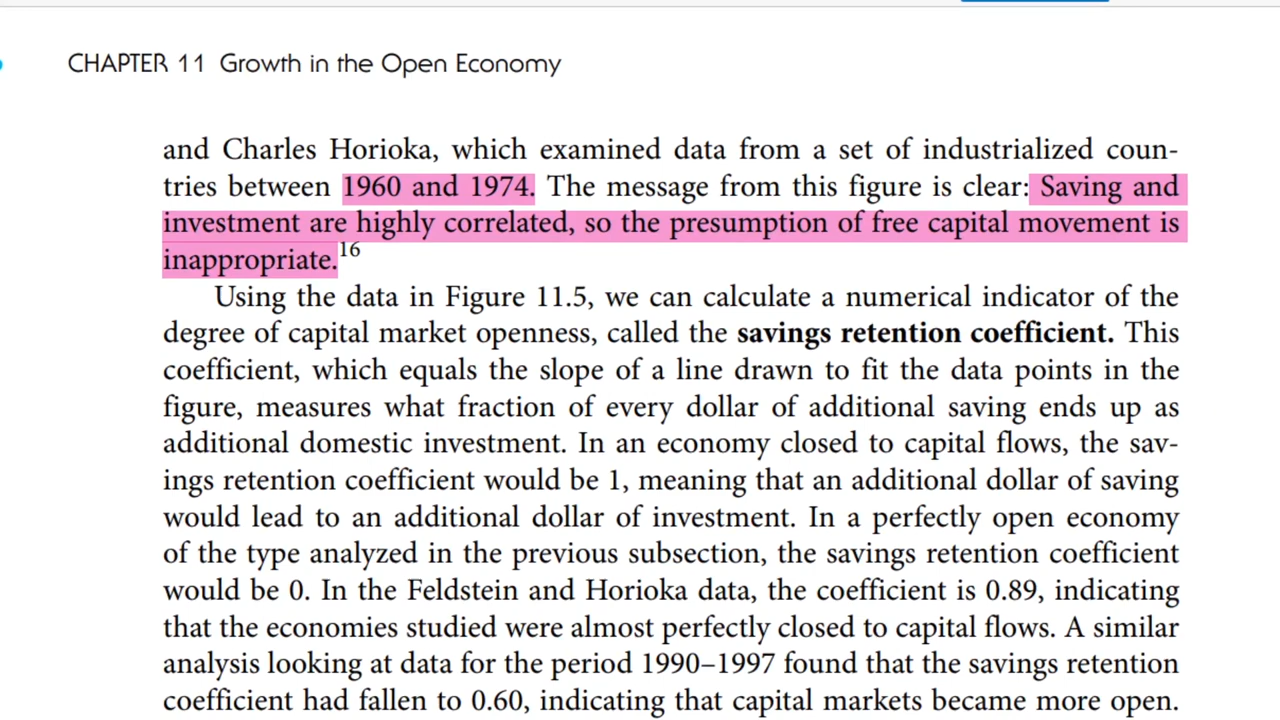 CHAPTER 11 Growth in the Open Economy
and Charles Horioka, which examined data from a set of industrialized coun-
tries between 1960 and 1974. The message from this figure is clear: Saving and
investment are highly correlated, so the presumption of free capital movement is
inappropriate.16
Using the data in Figure 11.5, we can calculate a numerical indicator of the
degree of capital market openness, called the savings retention coefficient. This
coefficient, which equals the slope of a line drawn to fit the data points in the
figure, measures what fraction of every dollar of additional saving ends up as
additional domestic investment. In an economy closed to capital flows, the sav-
ings retention coefficient would be 1, meaning that an additional dollar of saving
would lead to an additional dollar of investment. In a perfectly open economy
of the type analyzed in the previous subsection, the savings retention coefficient
would be 0. In the Feldstein and Horioka data, the coefficient is 0.89, indicating
that the economies studied were almost perfectly closed to capital flows. A similar
analysis looking at data for the period 1990–1997 found that the savings retention
coefficient had fallen to 0.60, indicating that capital markets became more open.